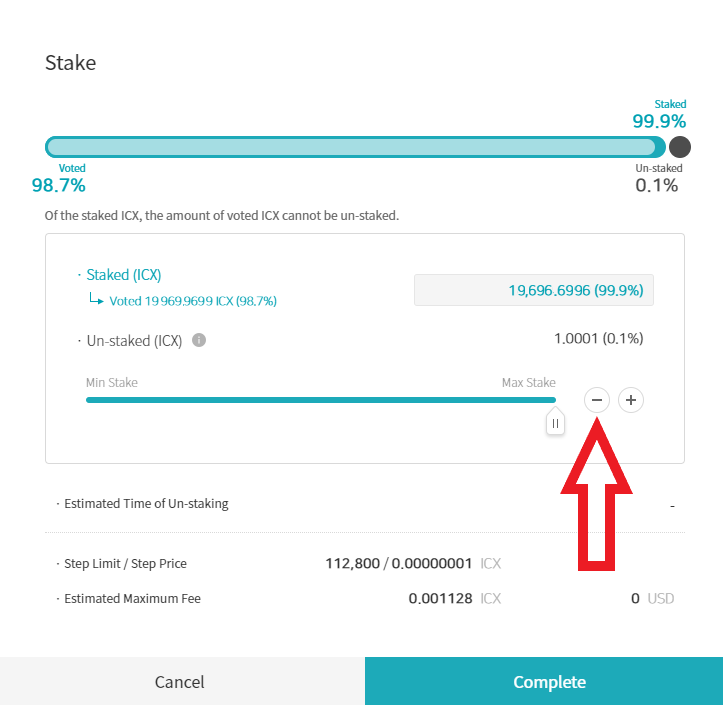 Stake
Staked
99.9%
Voted
98.7%
Un-staked
0.1%
Of the staked ICX, the amount of voted ICX cannot be un-staked.
· Staked (ICX)
19,696.6996 (99.9%)
Voted 19 969.9699 ICX (98.7%)
· Un-staked (ICX) i
1.0001 (0.1%)
Min Stake
Max Stake
· Estimated Time of Un-staking -
· Step Limit / Step Price 112,800 / 0.00000001 ICX
· Estimated Maximum Fee 0.001128 ICX 0 USD
Cancel
Complete